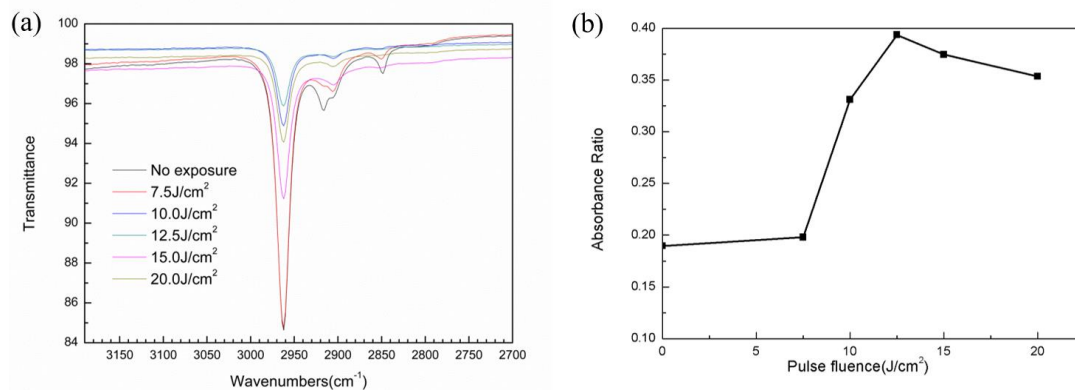 (a)
100
98
96
94
92
90
88
86
84
Transmittance
No exposure
7.5J/cm²
10.0J/cm²
12.5J/cm²
15.0J/cm²
20.0J/cm²
3150 3100 3050 3000 2950 2900 2850 2800 2750 2700
Wavenumbers(cm⁻¹)
(b)
0.40
0.35
0.30
0.25
0.20
0.15
0.10
Absorbance Ratio
0 5 10 15 20
Pulse fluence(J/cm²)